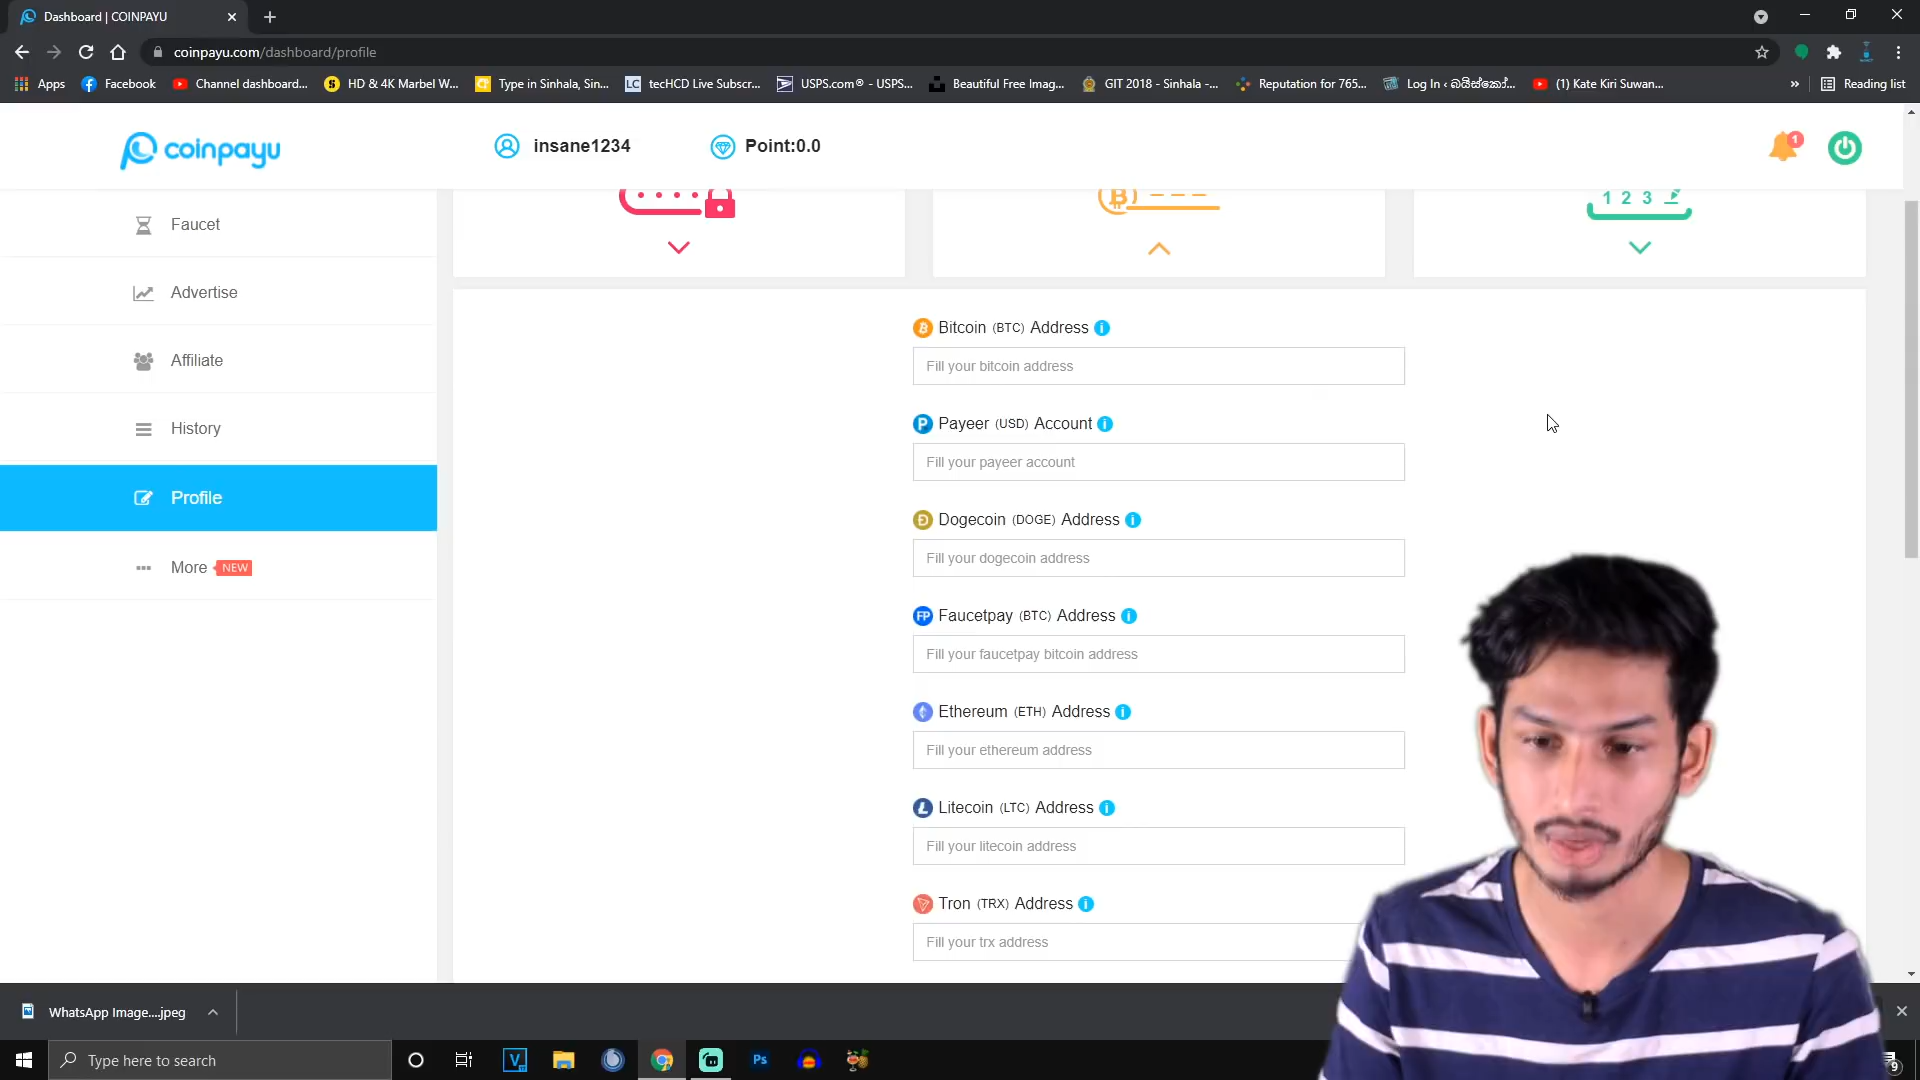 Dashboard | COINPAYU
coinpayu.com/dashboard/profile
Apps
Facebook
Channel dashboard...
HD & 4K Marbel W...
Type in Sinhala, Sin...
LC
tecHCD Live Subscr...
USPS.com® - USPS...
Beautiful Free Imag...
GIT 2018 - Sinhala -...
Reputation for 765...
Log In ‹ බයිස්කෝ...
(1) Kate Kiri Suwan...
»
Reading list
coinpayu
insane1234
Point:0.0
1
1 2 3
Faucet
Advertise
Affiliate
History
Profile
More NEW
Bitcoin (BTC) Address
Fill your bitcoin address
Payeer (USD) Account
Fill your payeer account
Dogecoin (DOGE) Address
Fill your dogecoin address
FP Faucetpay (BTC) Address
Fill your faucetpay bitcoin address
Ethereum (ETH) Address
Fill your ethereum address
Litecoin (LTC) Address
Fill your litecoin address
Tron (TRX) Address
Fill your trx address
WhatsApp Image....jpeg
Type here to search
V
Ps
9